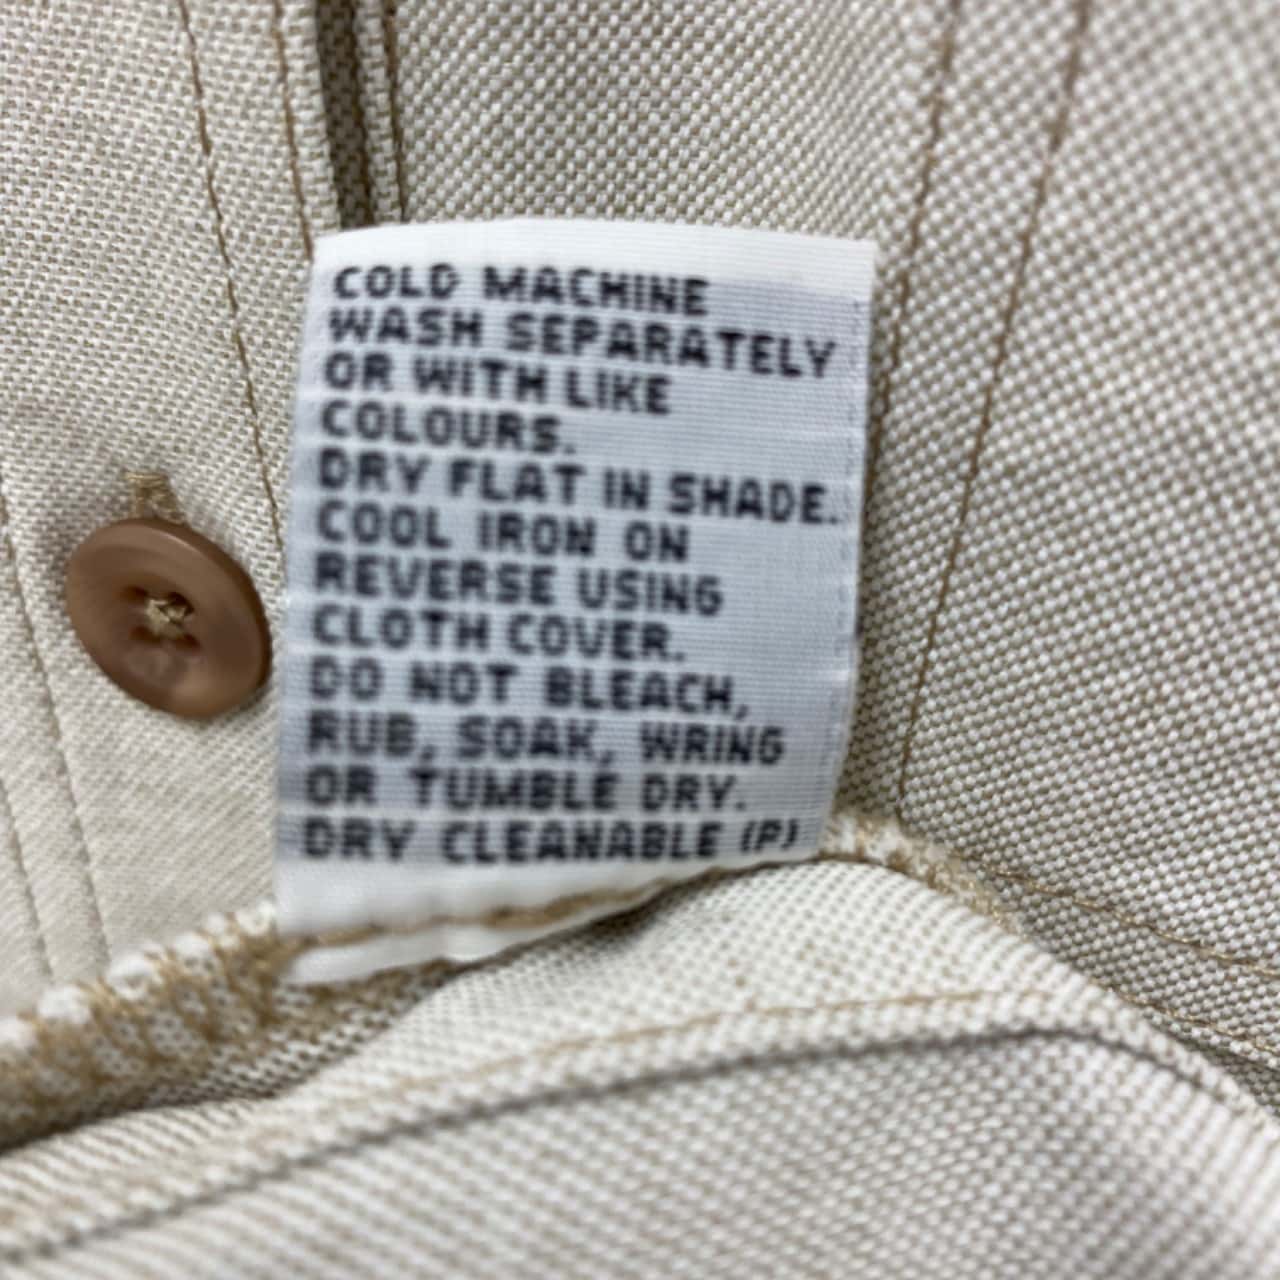 COLD MACHINE
WASH SEPARATELY
OR WITH LIKE
COLOURS.
DRY FLAT IN SHADE.
COOL IRON ON
REVERSE USING
CLOTH COVER.
DO NOT BLEACH,
RUB, SOAK, WRING
OR TUMBLE DRY.
DRY CLEANABLE (P)